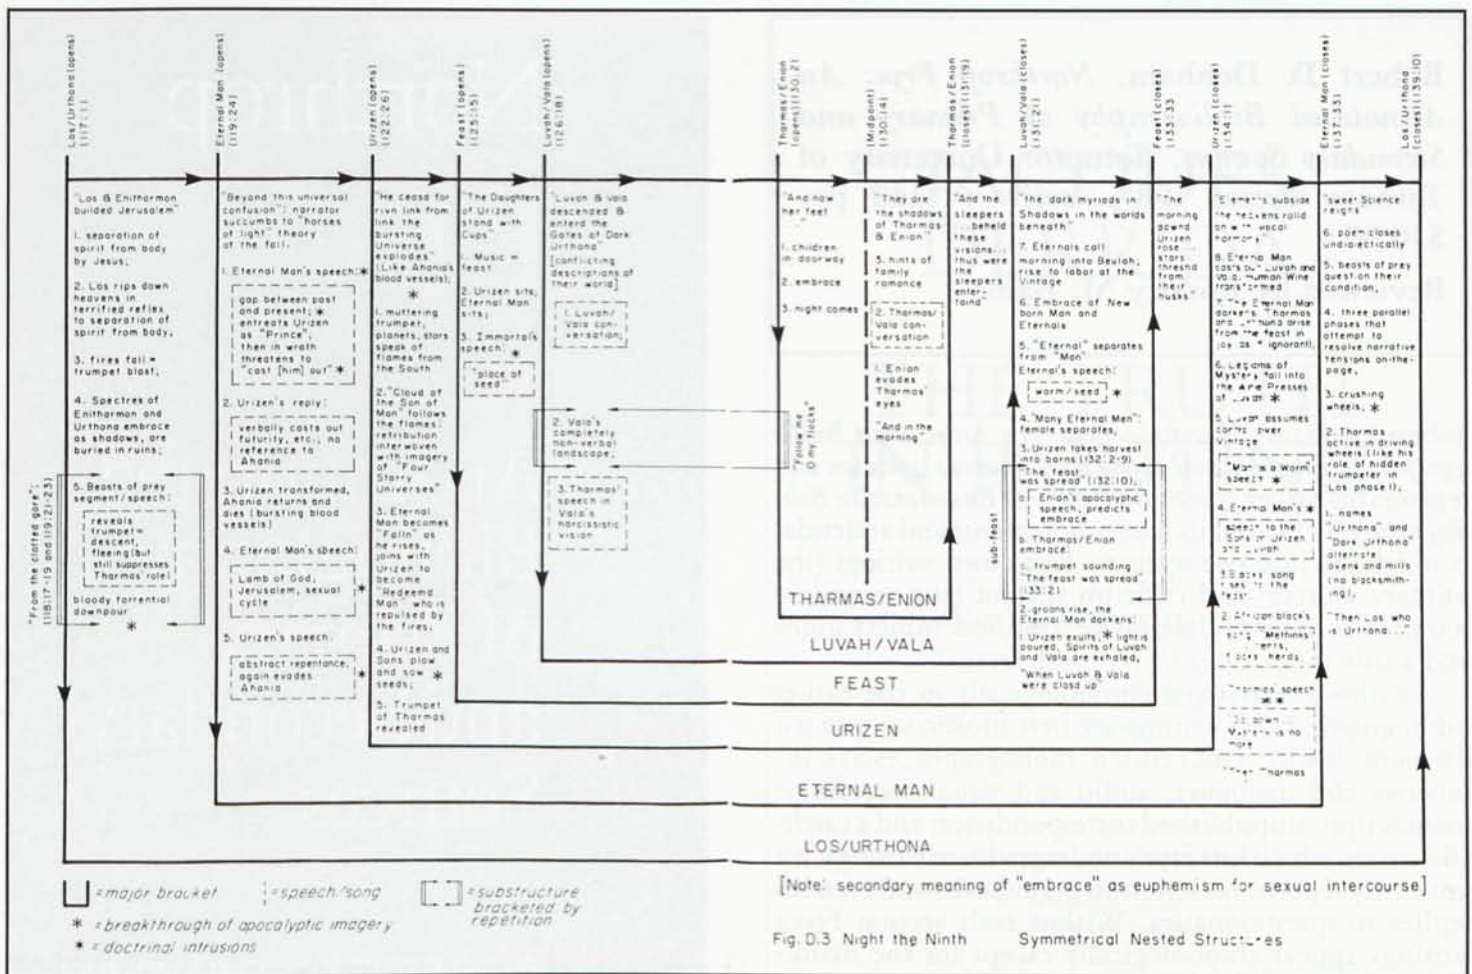 Los/Urthona (opens)
(117:1)
Eternal Man (opens)
(119:24)
Urizen (opens)
(122:26)
Feast (opens)
(125:15)
Luvah/Vala (opens)
(126:18)
Tharmas/Enion
(opens) (130:2)
Midpoint
(130:4)
Tharmas/Enion
(closes) (131:19)
Luvah/Vala (closes)
(131:21)
Feast (closes)
133:33
Urizen (closes)
(134:1)
Eternal Man (closes)
(137:33)
Los/Urthona
(closes) (139:10)
"Los & Enitharmon
builded Jerusalem"
1. separation of
spirit from body
by Jesus;
2. Los rips down
heavens in
terrified reflex
to separation of
spirit from body;
3. fires fall =
trumpet blast;
4. Spectres of
Enitharmon and
Urthona embrace
as shadows, are
buried in ruins;
5. Beasts of prey
segment/speech:
reveals
trumpet =
descent,
fleeing (but
still suppresses
Tharmas' role)
bloody torrential
downpour
*
"From the clotted gore";
(118:17-19 and 119:21-23)
"Beyond this universal
confusion": narrator
succumbs to "horses
of light" theory
of the fall.
1. Eternal Man's speech: *
gap between past
and present; *
entreats Urizen
as "Prince";
then in wrath
threatens to
"cast [him] out" *
2. Urizen's reply:
verbally casts out
futurity, etc.; no
reference to
Ahania
3. Urizen transformed,
Ahania returns and
dies (bursting blood
vessels)
4. Eternal Man's speech:
Lamb of God;
Jerusalem, sexual
cycle *
5. Urizen's speech:
abstract repentance,
again evades
Ahania *
"He ceasd for
rivn link from
link the
bursting
Universe
explodes"
(Like Ahania's
blood vessels);
*
1. muttering
trumpet;
planets, stars
speak of
flames from
the South
2. "Cloud of
the Son of
Man" follows
the flames:
retribution
interwoven
with imagery
of "Four
Starry
Universes"
3. Eternal
Man becomes
"Falln" as
he rises,
joins with
Urizen to
become
"Redeemd
Man" who is
repulsed by
the fires;
4. Urizen and
Sons plow
and sow *
seeds;
5. Trumpet
of Tharmas
revealed
"The Daughters
of Urizen
stand with
Cups"
1. Music =
feast
2. Urizen sits;
Eternal Man
sits;
3. Immortal's
speech: *
"place of
seed"
"Luvah & Vala
descended &
enterd the
Gates of Dark
Urthona"
[conflicting
descriptions of
their world]
1. Luvah/
Vala con-
versation;
2. Vala's
completely
non-verbal
landscape;
3. Tharmas'
speech in
Vala's
narcissistic
vision
"And now
her feet
..."
1. children
in doorway
2. embrace
3. night comes
"Follow me
O my flocks"
"They are
the shadows
of Tharmas
& Enion"
3. hints of
family
romance
2. Tharmas/
Vala con-
versation
1. Enion
evades
Tharmas'
eyes
"And in the
morning"
"And the
sleepers
... beheld
these
visions...
thus were
the
sleepers
enter-
taind"
"the dark myriads in
Shadows in the worlds
beneath"
7. Eternals call
morning into Beulah;
rise to labor at the
Vintage
6. Embrace of New
born Man and
Eternals
5. "Eternal" separates
from "Man"
Eternal's speech:
worm/seed *
4. "Many Eternal Men":
female separates;
3. Urizen takes harvest
into barns (132:2-9)
"The feast
was spread" (132:10),
a. Enion's apocalyptic
speech, predicts
embrace
b. Tharmas/Enion
embrace;
c. trumpet sounding
"The feast was spread"
(133:2)
sub-feast
2. groans rise, the
Eternal Man darkens;
1. Urizen exults, * light is
poured, Spirits of Luvah
and Vala are exhaled,
"When Luvah & Vala
were closd up"
"The
morning
dawnd
Urizen
rose...
stars
threshd
from
their
husks"
"Elements subside
the heavens rolld
on with vocal
harmony"
8. Eternal Man
casts out Luvah and
Vala, Human Wine
transformed.
7. The Eternal Man
darkens. Tharmas
and Urthona arise
from the feast in
joy (as if ignorant),
6. Legions of
Mystery fall into
the Wine Presses
of Luvah *
5. Luvah assumes
control over
Vintage
"Man is a Worm"
speech *
4. Eternal Man's *
speech to the
Sons of Urizen
and Luvah
2. African black's
song: "Methinks
Tharmas' speech
**
"Los/Urthona"
"sweet Science
reigns"
6. poem closes
undialectically
5. beasts of prey
question their
condition;
4. three parallel
phases that
attempt to
resolve narrative
tensions on-the-
page;
3. crushing
wheels; *
2. Tharmas
active in driving
wheels (like his
role of hidden
trumpeter in
Los phase);
1. names
"Urthona" and
"Dark Urthona"
alternate
ovens and mills
(no blacksmith-
ing),
"Then Los who
is Urthona..."
THARMAS/ENION
LUVAH/VALA
FEAST
URIZEN
ETERNAL MAN
LOS/URTHONA
= major bracket
= speech/song
= substructure
bracketed by
repetition
* = breakthrough of apocalyptic imagery
* = doctrinal intrusions
[Note: secondary meaning of "embrace" as euphemism for sexual intercourse]
Fig. D.3 Night the Ninth Symmetrical Nested Structures